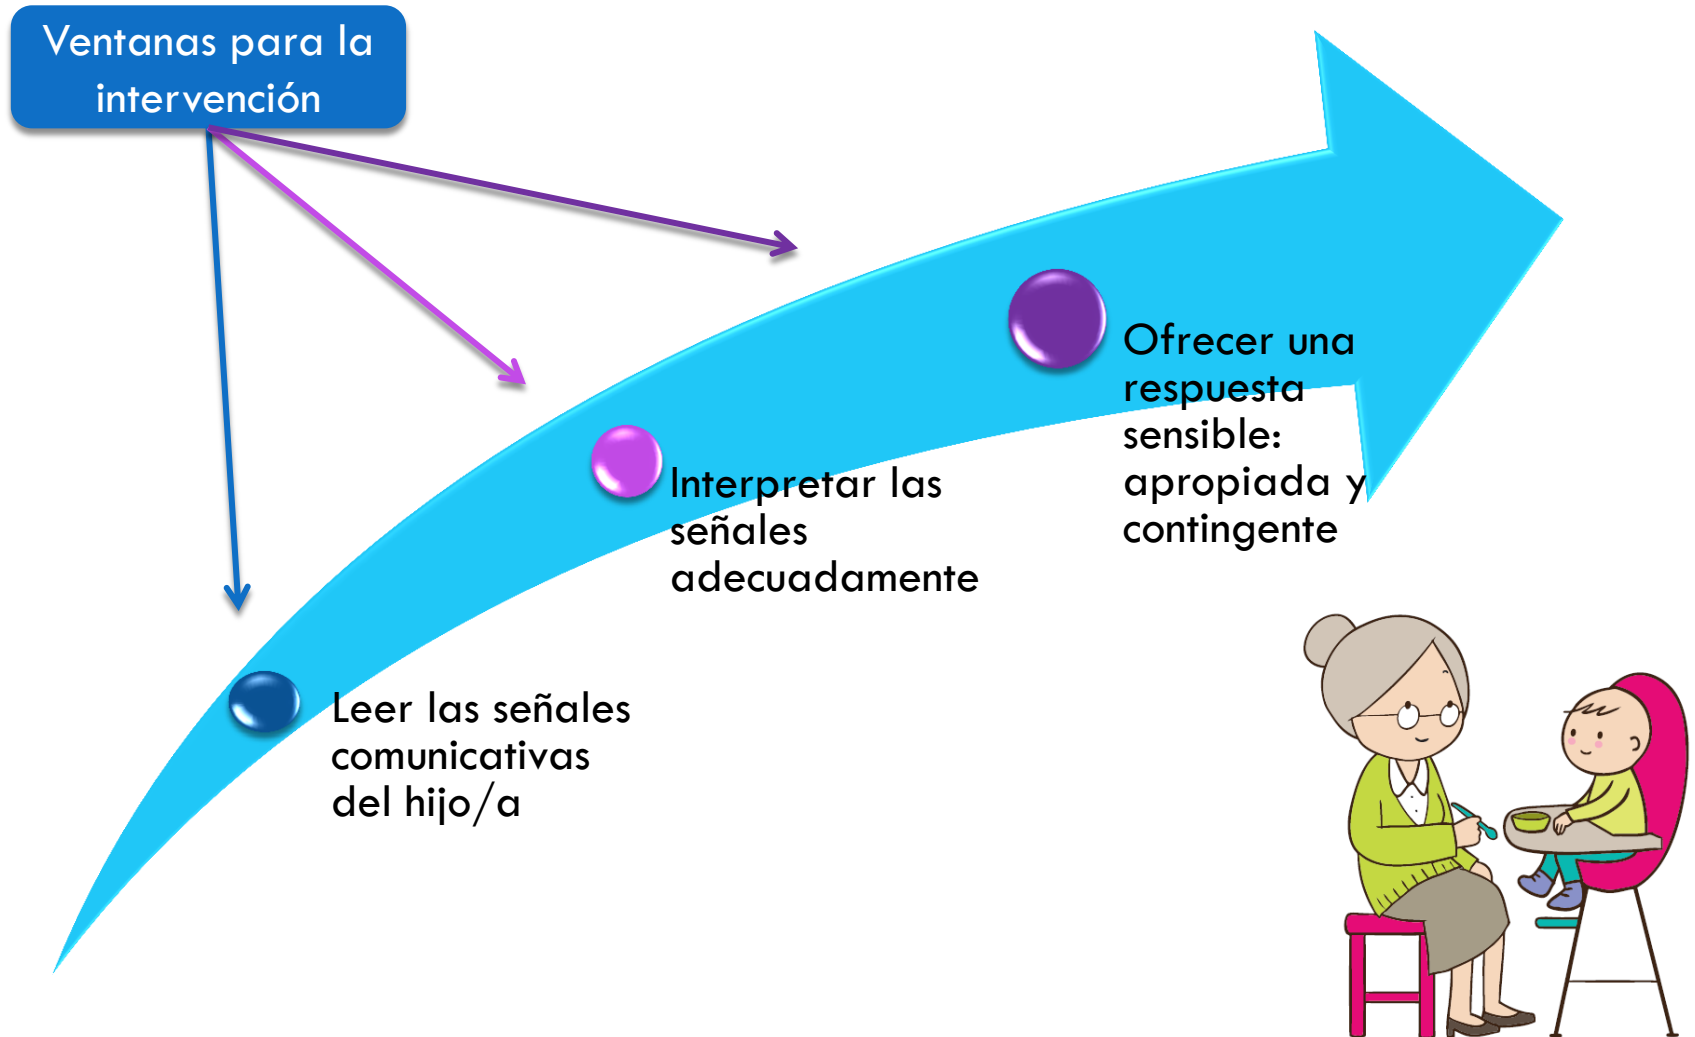 Ventanas para la
intervención
Ofrecer una
respuesta
sensible:
apropiada y
contingente
Interpretar las
señales
adecuadamente
Leer las señales
comunicativas
del hijo/a